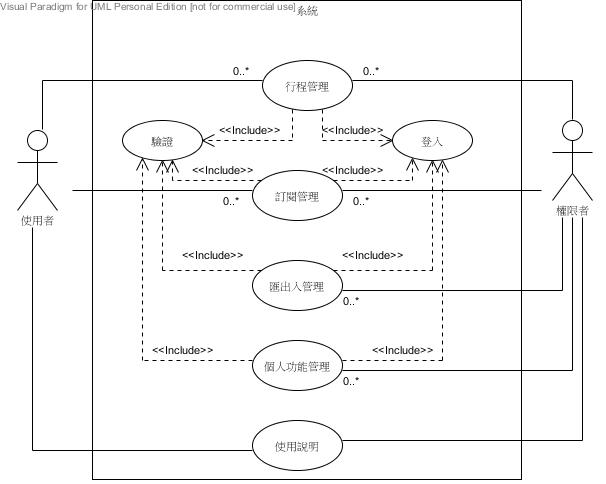 Visual Paradigm for UML Personal Edition [not for commercial use]
系統
0..*
行程管理
0..*
<<Include>>
<<Include>>
驗證
登入
<<Include>>
<<Include>>
訂閱管理
0..*
0..*
使用者
權限者
<<Include>>
<<Include>>
匯出入管理
0..*
<<Include>>
<<Include>>
個人功能管理
0..*
使用說明